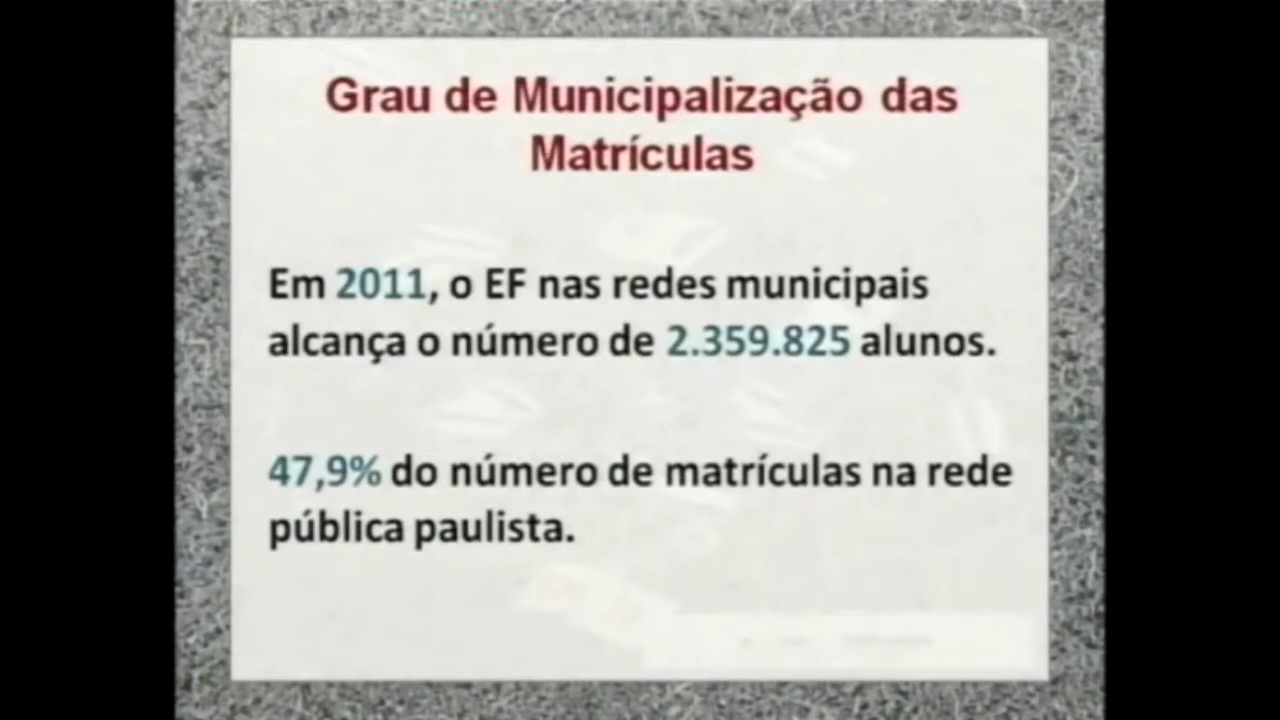 Grau de Municipalização das
Matrículas
Em 2011, o EF nas redes municipais
alcança o número de 2.359.825 alunos.
47,9% do número de matrículas na rede
pública paulista.